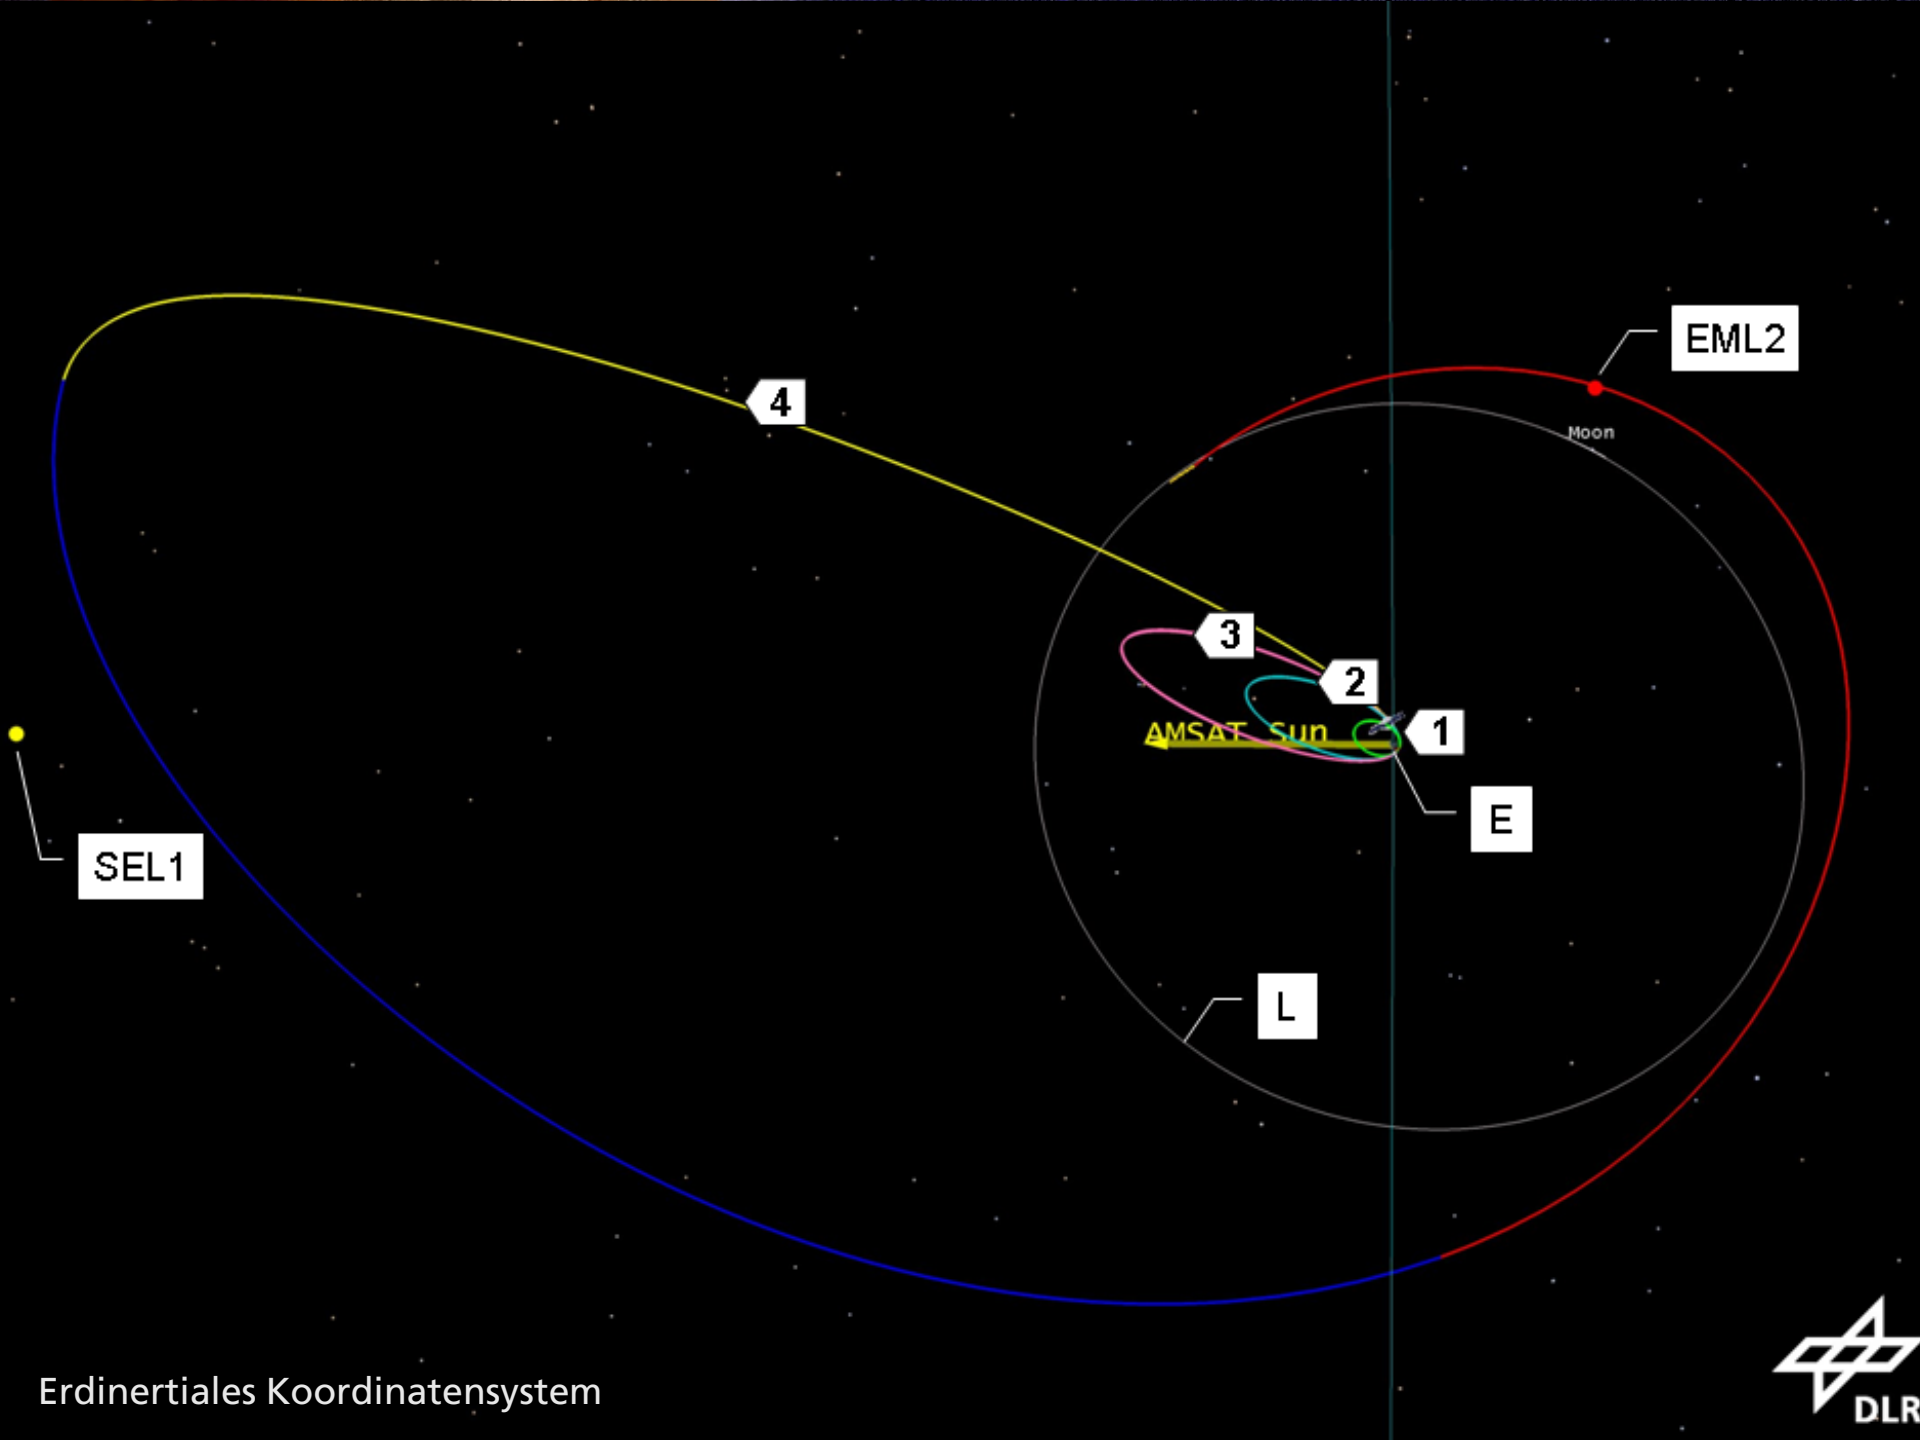 EML2
4
Moon
3
2
AMSAT Sun
1
E
SEL1
L
Erdinertiales Koordinatensystem
DLR